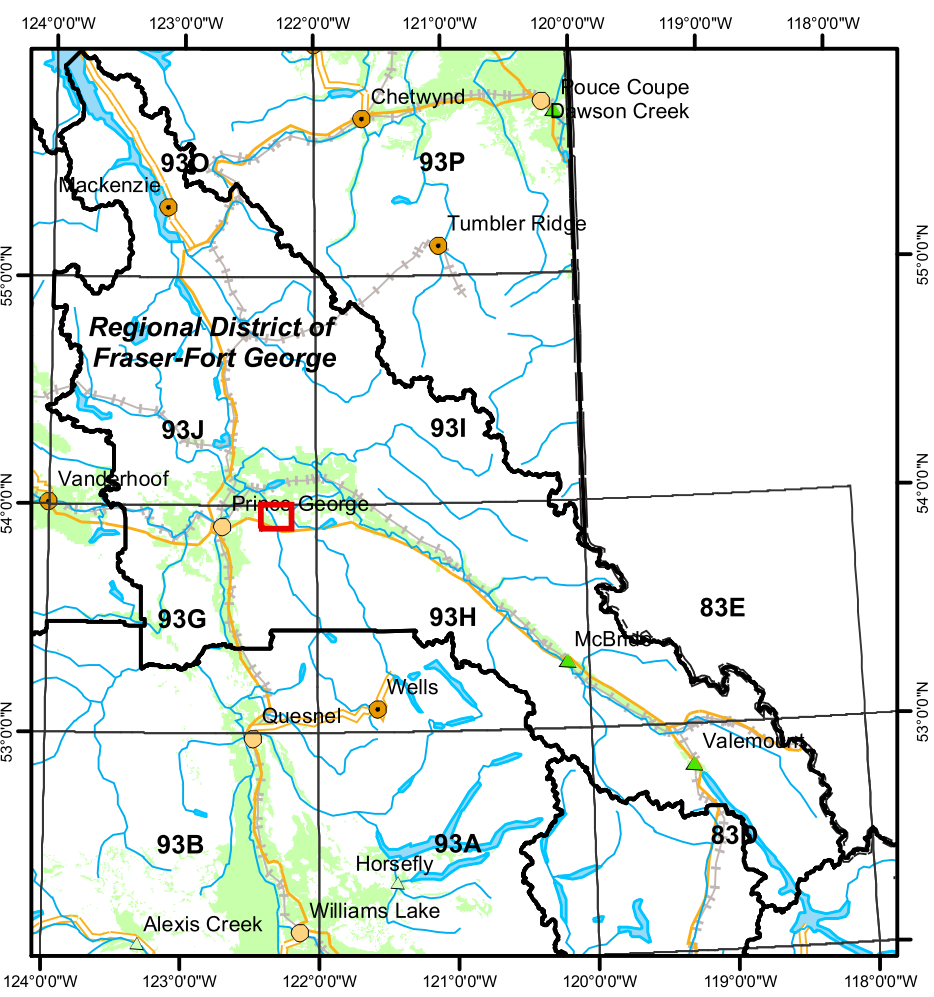 124°0'0"W 123°0'0"W 122°0'0"W 121°0'0"W 120°0'0"W 119°0'0"W 118°0'0"W
Pouce Coupe
Chetwynd
Dawson Creek
93O
93P
Mackenzie
Tumbler Ridge
55°0'0"N
55°0'0"N
Regional District of
Fraser-Fort George
93J
93I
Vanderhoof
54°0'0"N
Prince George
54°0'0"N
83E
93G
93H
McBride
Wells
Quesnel
53°0'0"N
53°0'0"N
Valemount
93B
93A
83D
Horsefly
Williams Lake
Alexis Creek
124°0'0"W 123°0'0"W 122°0'0"W 121°0'0"W 120°0'0"W 119°0'0"W 118°0'0"W